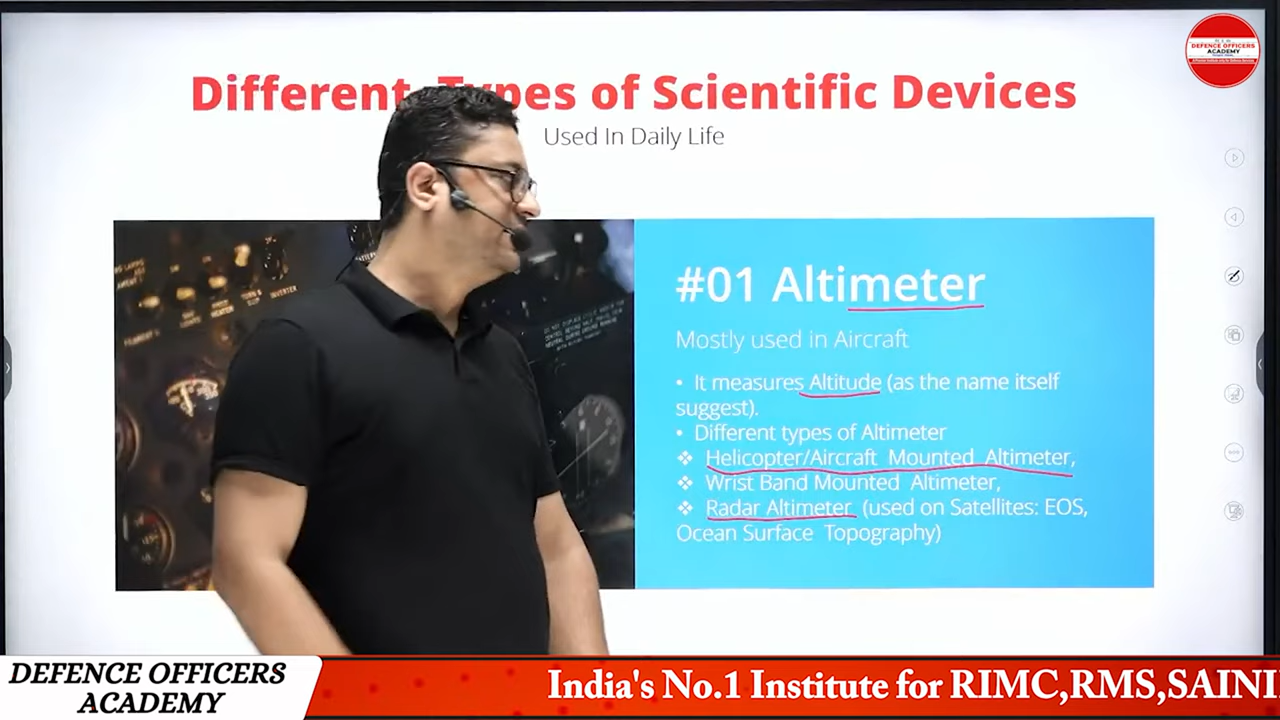 DEFENCE OFFICERS
ACADEMY
Different Types of Scientific Devices
Used In Daily Life
INVERTER
#01 Altimeter
Mostly used in Aircraft
• It measures Altitude (as the name itself
suggest).
• Different types of Altimeter
❖ Helicopter/Aircraft Mounted Altimeter,
❖ Wrist Band Mounted Altimeter,
❖ Radar Altimeter (used on Satellites: EOS,
Ocean Surface Topography)
DEFENCE OFFICERS
ACADEMY
India's No.1 Institute for RIMC,RMS,SAINI